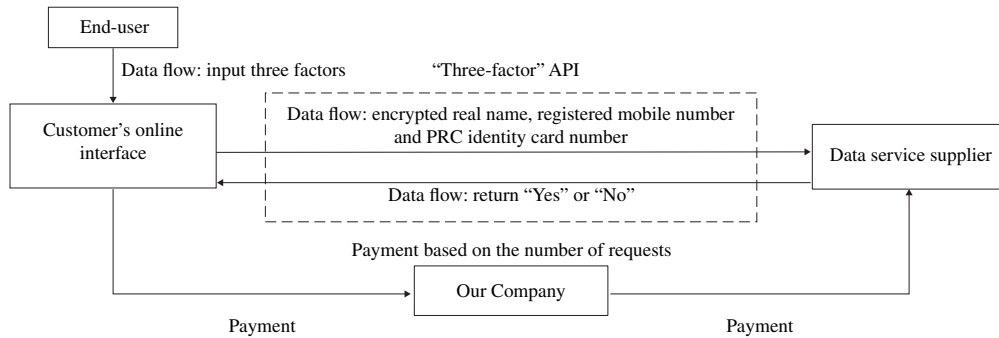 End-user
Data flow: input three factors
“Three-factor” API
Data flow: encrypted real name, registered mobile number
and PRC identity card number
Customer’s online
interface
Data service supplier
Data flow: return “Yes” or “No”
Payment based on the number of requests
Our Company
Payment
Payment